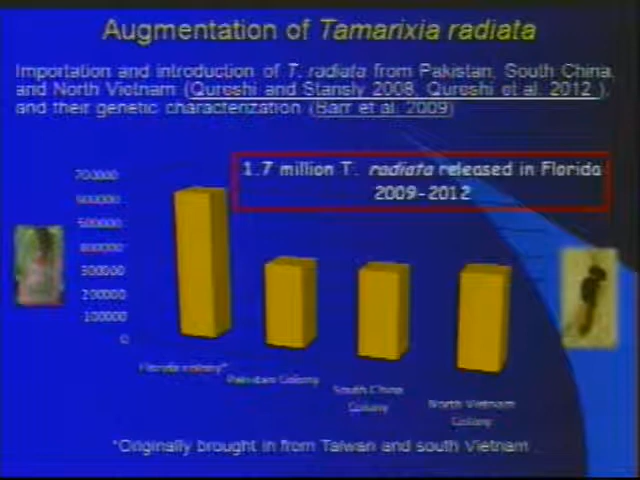 Augmentation of Tamarixia radiata
Importation and introduction of T. radiata from Pakistan, South China,
and North Vietnam (Qureshi and Stansly 2008, Qureshi et al. 2012 ),
and their genetic characterization (Barr et al. 2009)
1.7 million T. radiata released in Florida
2009-2012
700000
600000
500000
400000
300000
200000
100000
0
Florida colony*
Pakistan Colony
South China
Colony
North Vietnam
Colony
*Originally brought in from Taiwan and south Vietnam